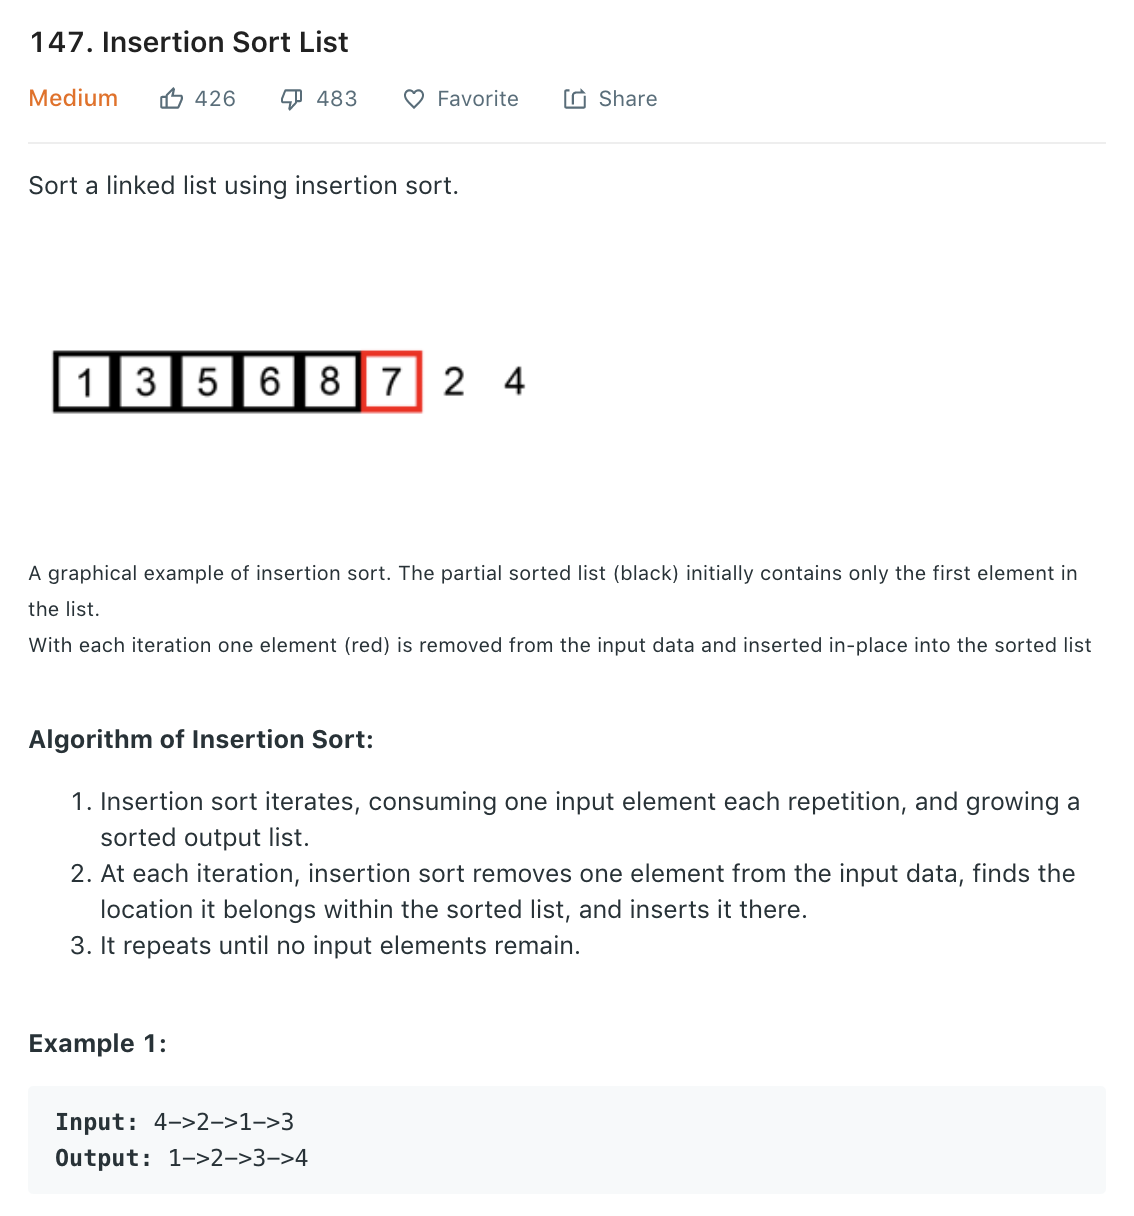 147. Insertion Sort List
Medium 426 483 Favorite Share
Sort a linked list using insertion sort.
1 3 5 6 8 7 2 4
A graphical example of insertion sort. The partial sorted list (black) initially contains only the first element in
the list.
With each iteration one element (red) is removed from the input data and inserted in-place into the sorted list
Algorithm of Insertion Sort:
1. Insertion sort iterates, consuming one input element each repetition, and growing a
sorted output list.
2. At each iteration, insertion sort removes one element from the input data, finds the
location it belongs within the sorted list, and inserts it there.
3. It repeats until no input elements remain.
Example 1:
Input: 4->2->1->3
Output: 1->2->3->4